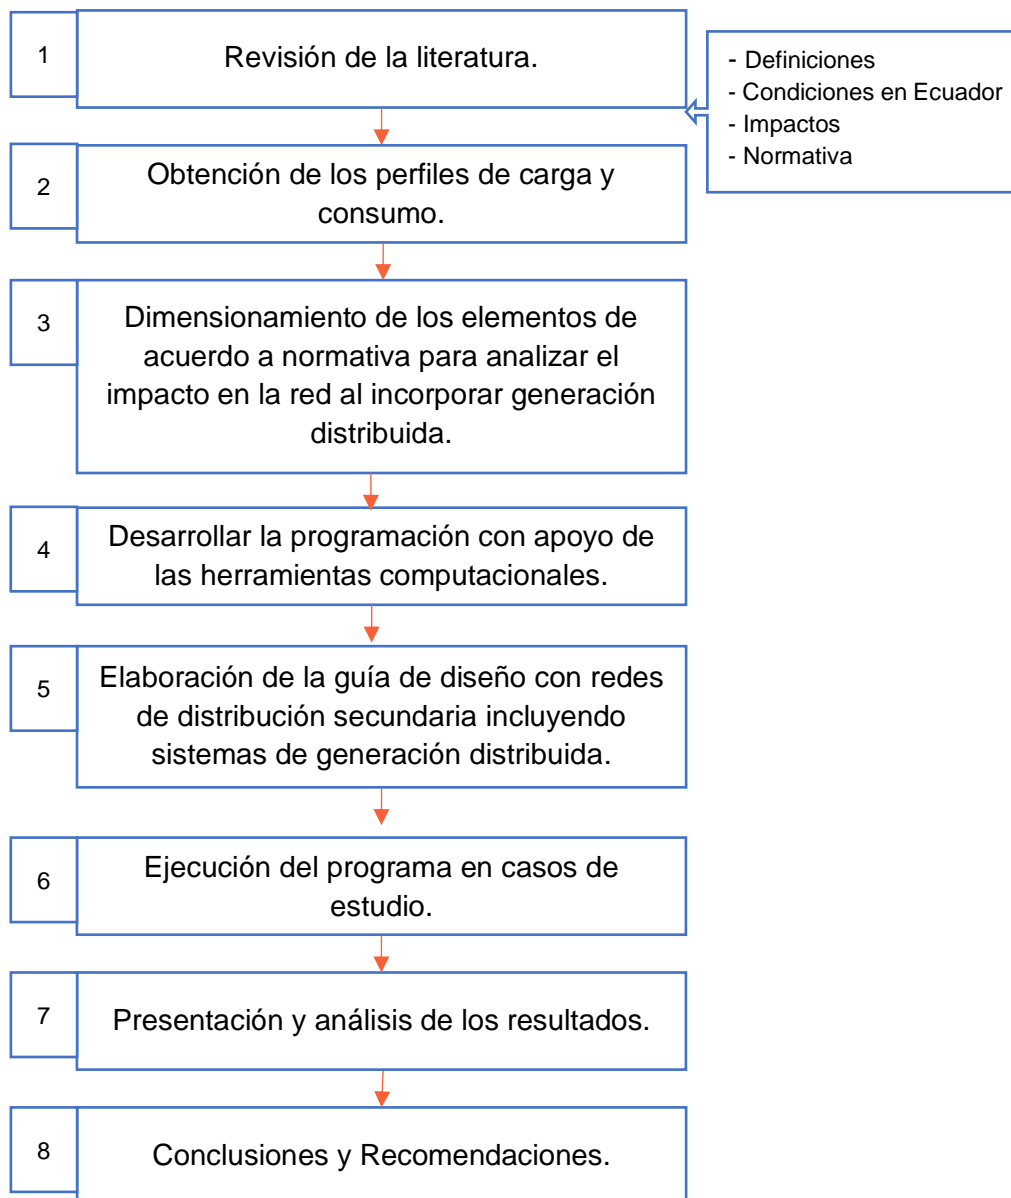 1
Revisión de la literatura.
- Definiciones
- Condiciones en Ecuador
- Impactos
- Normativa
2
Obtención de los perfiles de carga y
consumo.
3
Dimensionamiento de los elementos de
acuerdo a normativa para analizar el
impacto en la red al incorporar generación
distribuida.
4
Desarrollar la programación con apoyo de
las herramientas computacionales.
5
Elaboración de la guía de diseño con redes
de distribución secundaria incluyendo
sistemas de generación distribuida.
6
Ejecución del programa en casos de
estudio.
7
Presentación y análisis de los resultados.
8
Conclusiones y Recomendaciones.